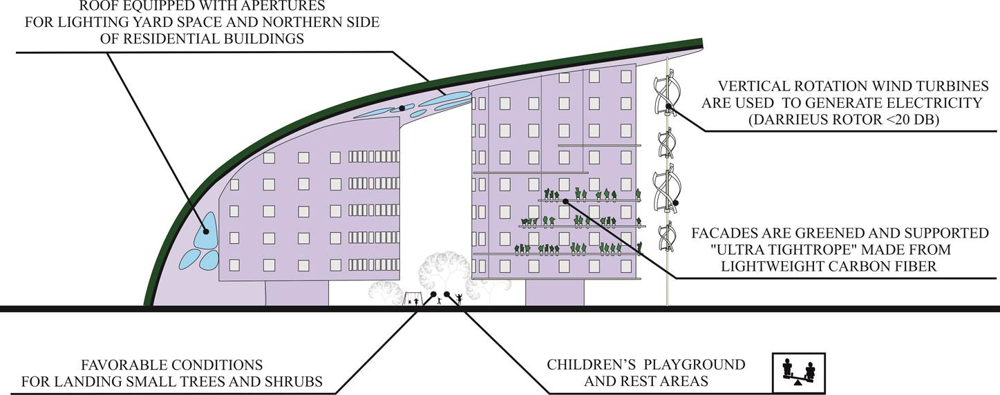 ROOF EQUIPPED WITH APERTURES
FOR LIGHTING YARD SPACE AND NORTHERN SIDE
OF RESIDENTIAL BUILDINGS
VERTICAL ROTATION WIND TURBINES
ARE USED TO GENERATE ELECTRICITY
(DARRIEUS ROTOR <20 DB)
FACADES ARE GREENED AND SUPPORTED
"ULTRA TIGHTROPE" MADE FROM
LIGHTWEIGHT CARBON FIBER
FAVORABLE CONDITIONS
FOR LANDING SMALL TREES AND SHRUBS
CHILDREN’S PLAYGROUND
AND REST AREAS